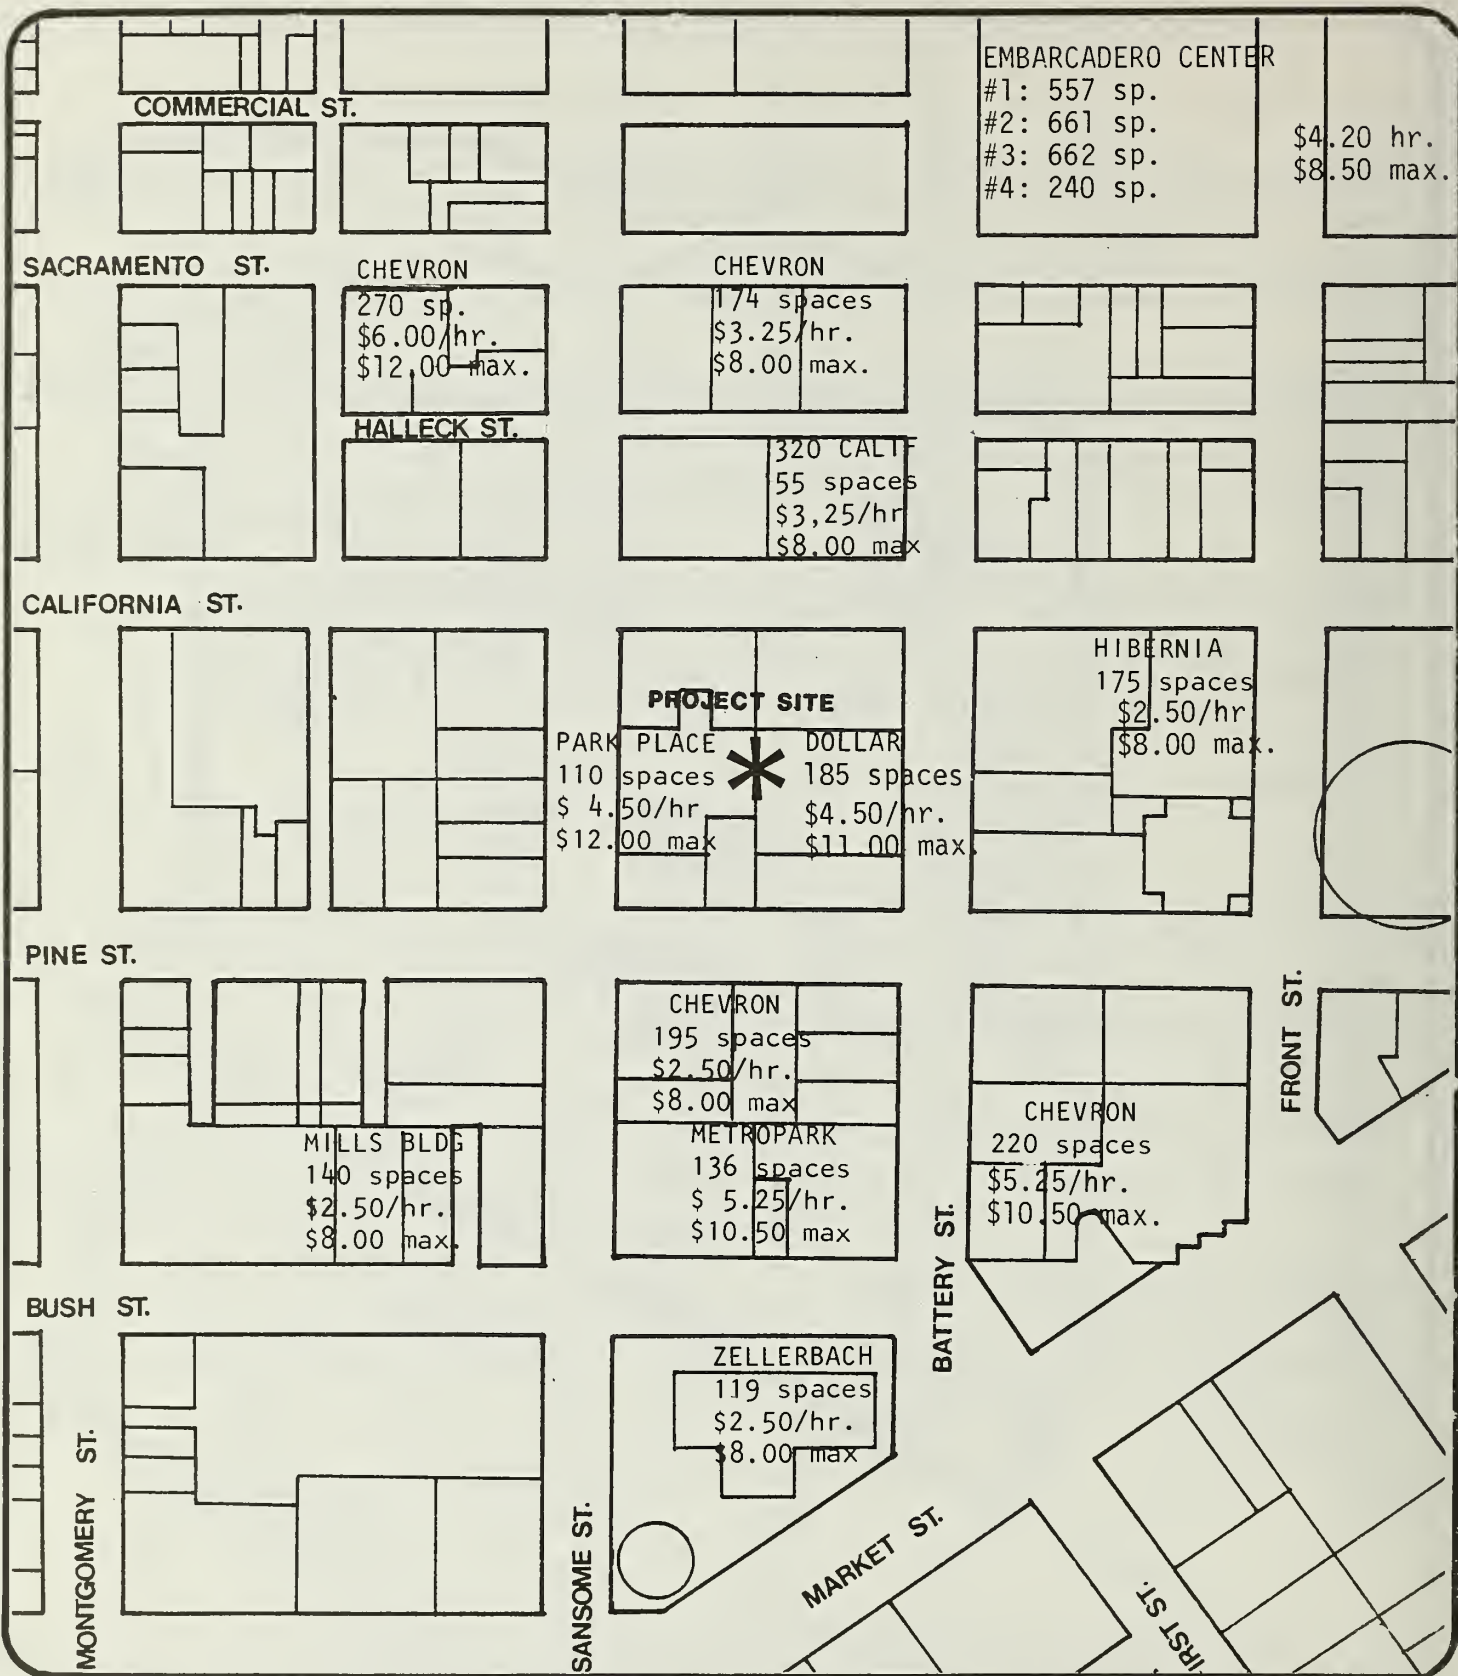 EMBARCADERO CENTER
#1: 557 sp.
#2: 661 sp.
#3: 662 sp.
#4: 240 sp.
$4.20 hr.
$8.50 max.
COMMERCIAL ST.
SACRAMENTO ST.
CHEVRON
270 sp.
$6.00/hr.
$12.00 max.
CHEVRON
174 spaces
$3.25/hr.
$8.00 max.
HALLECK ST.
320 CALIF
55 spaces
$3,25/hr
$8.00 max
CALIFORNIA ST.
PROJECT SITE
PARK PLACE
110 spaces
$ 4.50/hr
$12.00 max
DOLLAR
185 spaces
$4.50/hr.
$11.00 max.
HIBERNIA
175 spaces
$2.50/hr
$8.00 max.
PINE ST.
CHEVRON
195 spaces
$2.50/hr.
$8.00 max
MILLS BLDG
140 spaces
$2.50/hr.
$8.00 max.
METROPARK
136 spaces
$ 5.25/hr.
$10.50 max
CHEVRON
220 spaces
$5.25/hr.
$10.50 max.
FRONT ST.
BATTERY ST.
BUSH ST.
ZELLERBACH
119 spaces
$2.50/hr.
$8.00 max
MONTGOMERY ST.
SANSOME ST.
MARKET ST.
FIRST ST.